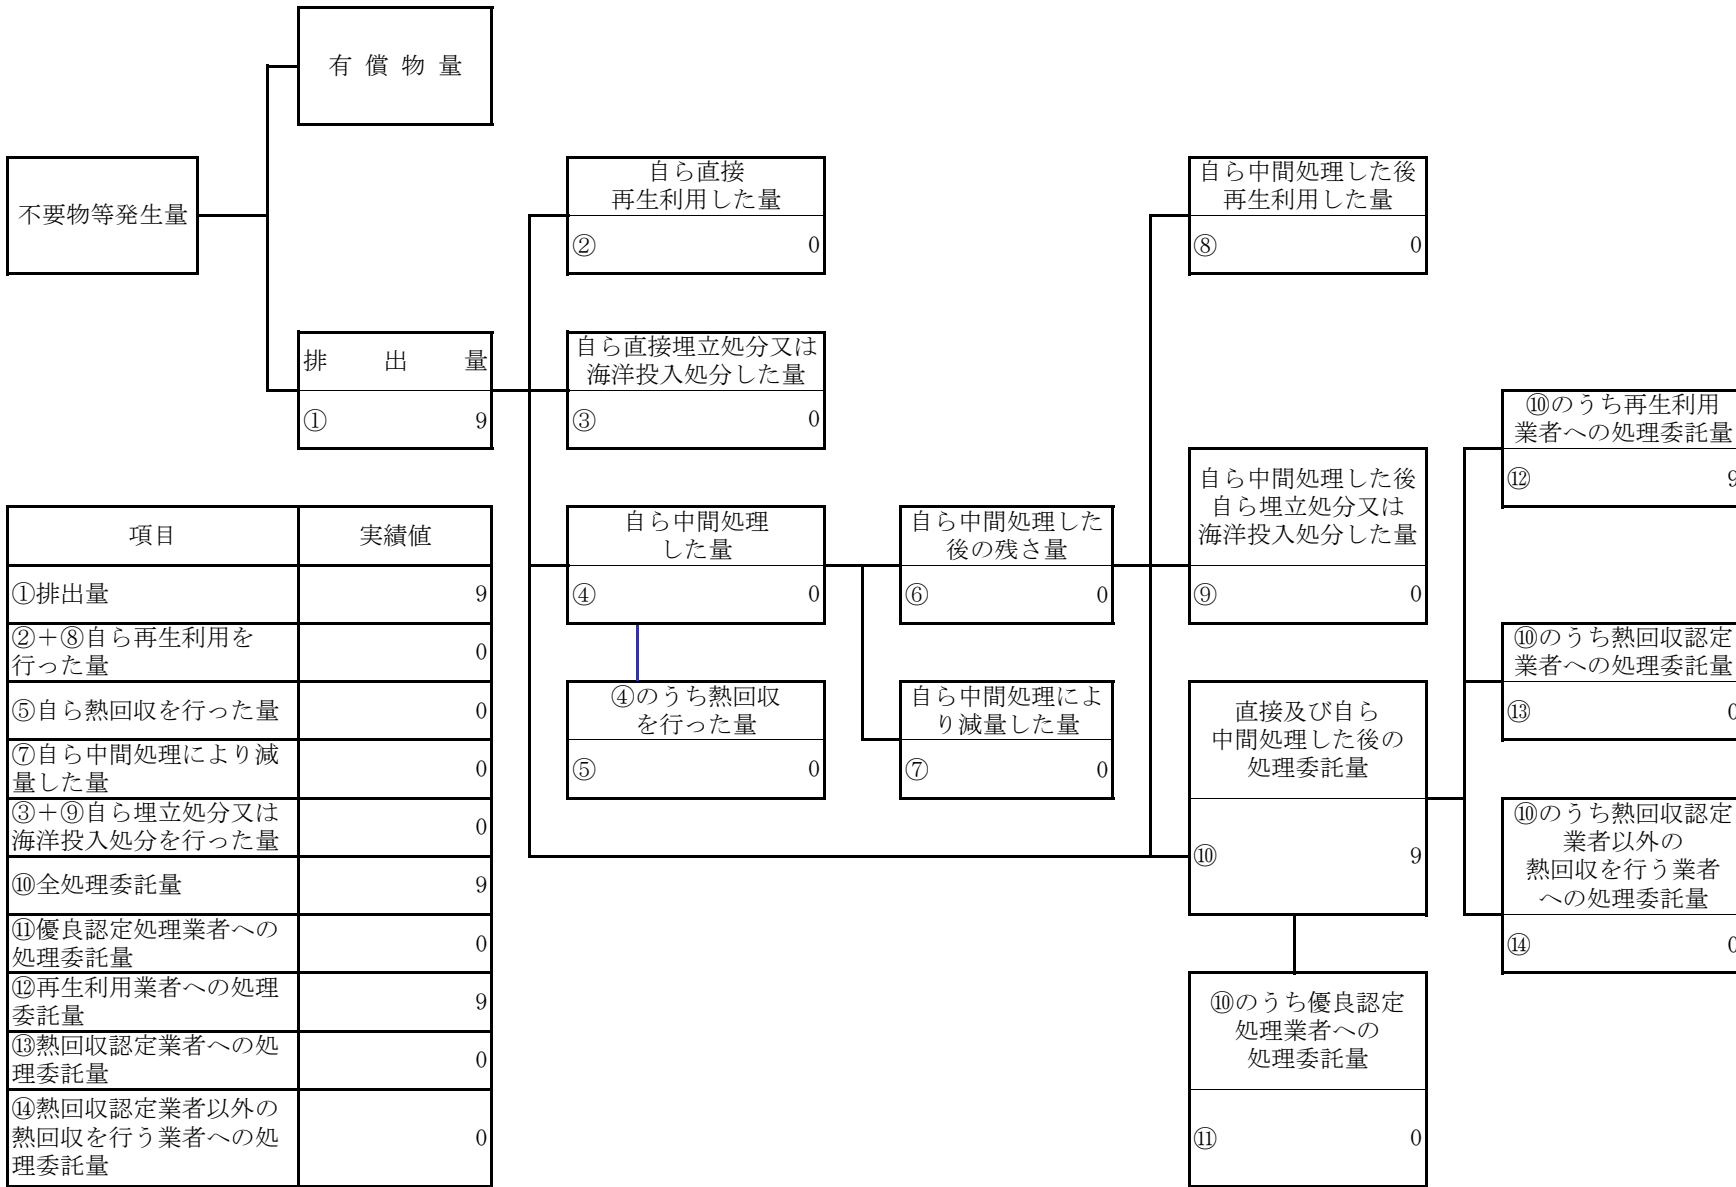 有償物量
不要物等発生量
自ら直接
再生利用した量
② 0
自ら中間処理した後
再生利用した量
⑧ 0
排出量
① 9
自ら直接埋立処分又は
海洋投入処分した量
③ 0
⑩のうち再生利用
業者への処理委託量
⑫ 9
自ら中間処理した後
自ら埋立処分又は
海洋投入処分した量
⑨ 0
自ら中間処理
した量
④ 0
自ら中間処理した
後の残さ量
⑥ 0
⑩のうち熱回収認定
業者への処理委託量
⑬ 0
④のうち熱回収
を行った量
⑤ 0
自ら中間処理によ
り減量した量
⑦ 0
直接及び自ら
中間処理した後の
処理委託量
⑩ 9
⑩のうち熱回収認定
業者以外の
熱回収を行う業者
への処理委託量
⑭ 0
⑩のうち優良認定
処理業者への
処理委託量
⑪ 0
項目 実績値
①排出量 9
②+⑧自ら再生利用を
行った量 0
⑤自ら熱回収を行った量 0
⑦自ら中間処理により減
量した量 0
③+⑨自ら埋立処分又は
海洋投入処分を行った量 0
⑩全処理委託量 9
⑪優良認定処理業者への
処理委託量 0
⑫再生利用業者への処理
委託量 9
⑬熱回収認定業者への処
理委託量 0
⑭熱回収認定業者以外の
熱回収を行う業者への処
理委託量 0